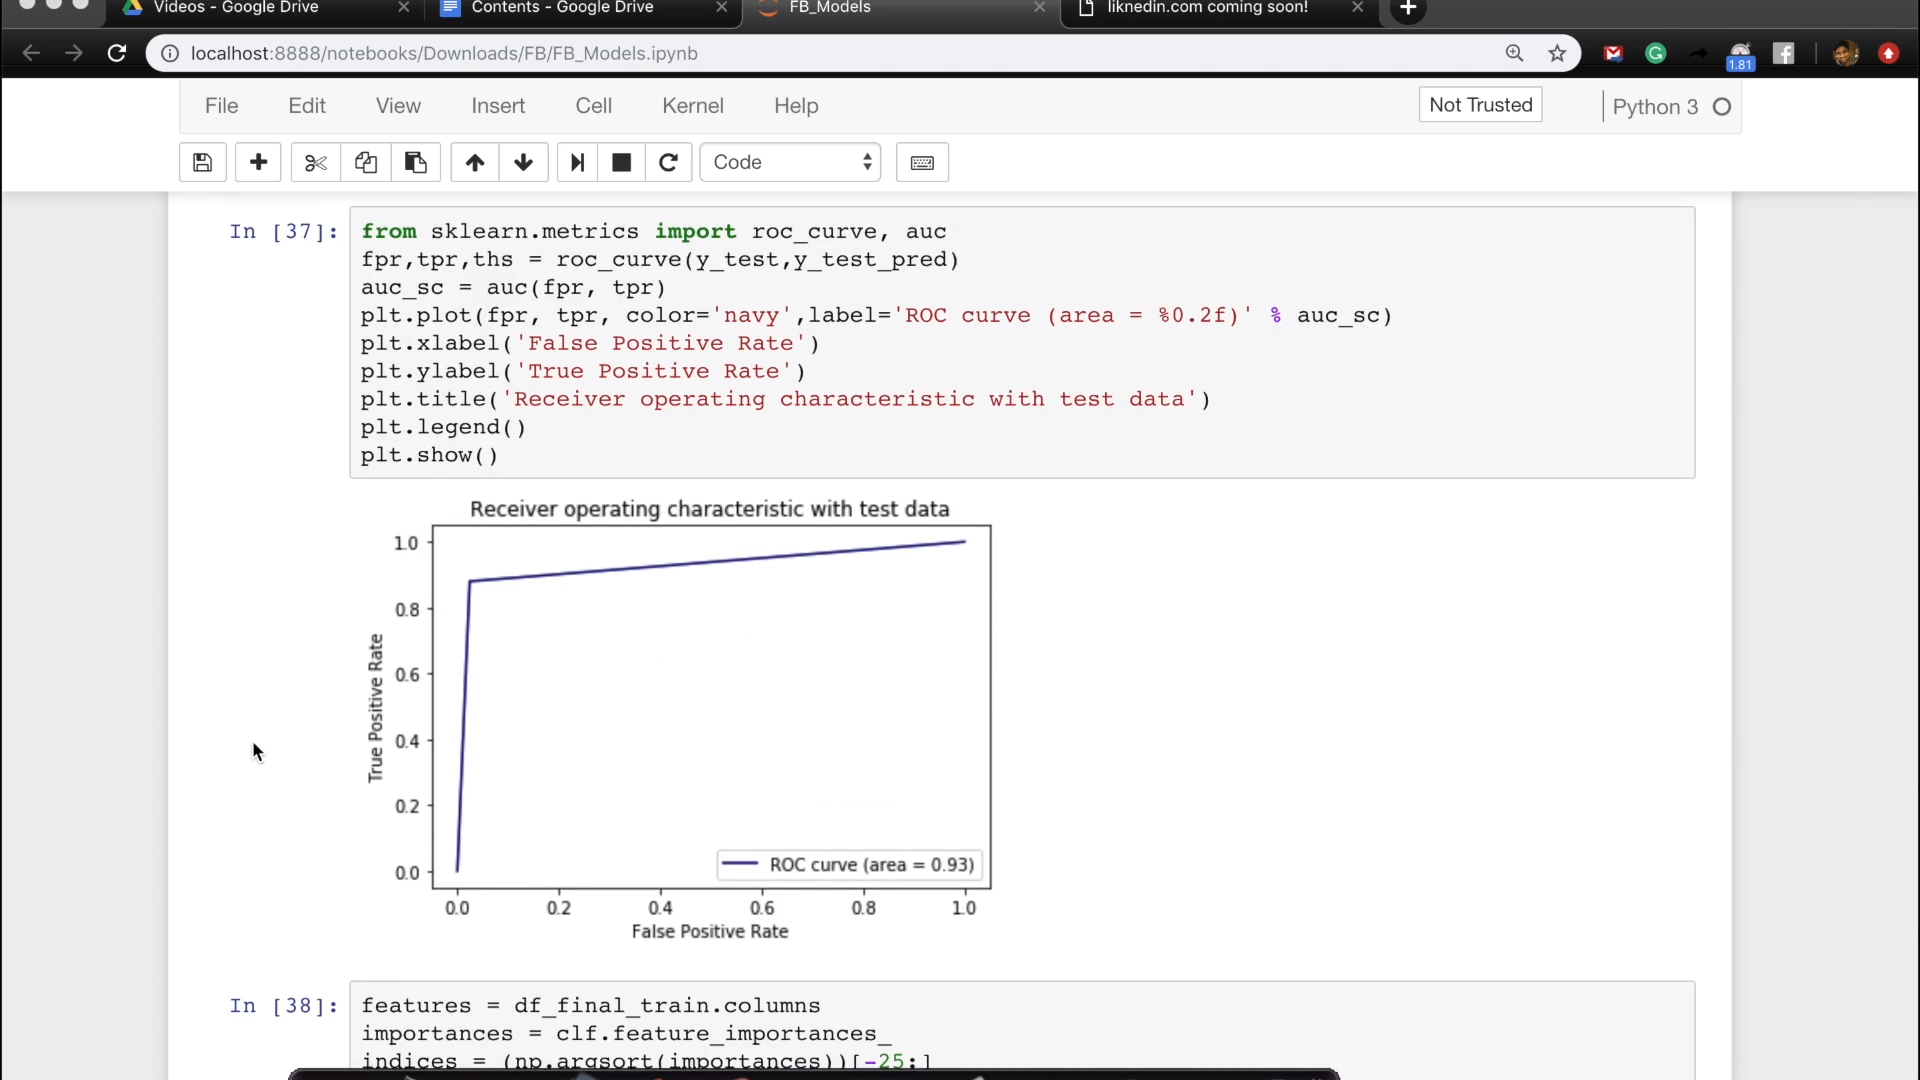 Videos - Google Drive
Contents - Google Drive
FB_Models
liknedin.com coming soon!
localhost:8888/notebooks/Downloads/FB/FB_Models.ipynb
1.81
File Edit View Insert Cell Kernel Help
Not Trusted
Python 3
Code
In [37]:
from sklearn.metrics import roc_curve, auc
fpr,tpr,ths = roc_curve(y_test,y_test_pred)
auc_sc = auc(fpr, tpr)
plt.plot(fpr, tpr, color='navy',label='ROC curve (area = %0.2f)' % auc_sc)
plt.xlabel('False Positive Rate')
plt.ylabel('True Positive Rate')
plt.title('Receiver operating characteristic with test data')
plt.legend()
plt.show()
Receiver operating characteristic with test data
1.0
0.8
0.6
0.4
0.2
0.0
True Positive Rate
ROC curve (area = 0.93)
0.0 0.2 0.4 0.6 0.8 1.0
False Positive Rate
In [38]:
features = df_final_train.columns
importances = clf.feature_importances_
indices = (np.argsort(importances))[-25:]